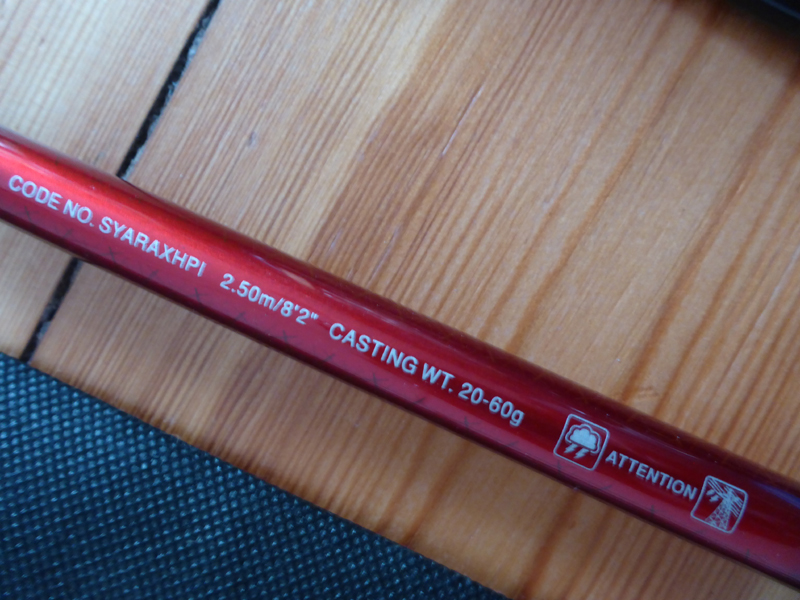 CODE NO. SYARAXHPI 2.50m/8'2" CASTING WT. 20-60g ATTENTION